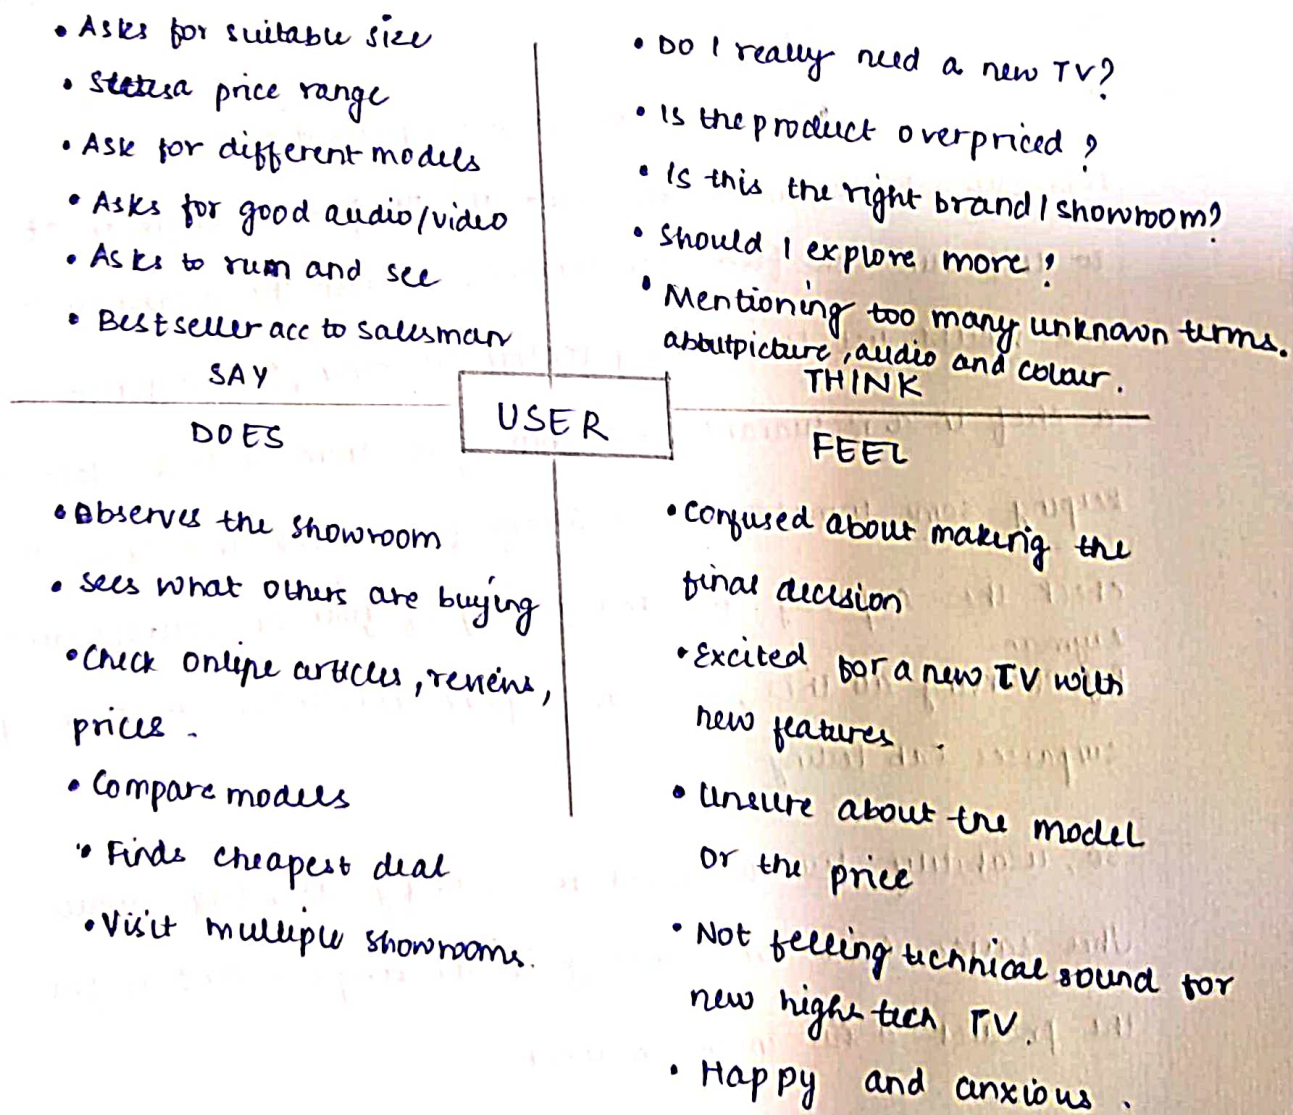 • Asks for suitable size
• States a price range
• Ask for different models
• Asks for good audio/video
• Asks to rum and see
• Bestseller acc to salesman
SAY
• Do I really need a new TV?
• Is the product overpriced?
• Is this the right brand/showroom?
• Should I explore more?
• Mentioning too many unknown terms.
about picture, audio and colour.
THINK
USER
DOES
• Observes the showroom
• sees what others are buying
• Check online articles, reviews,
prices.
• Compare models
• Finds cheapest deal
• Visit multiple showrooms.
FEEL
• Confused about making the
final decision
• Excited for a new TV with
new features.
• Unsure about the model
or the price
• Not feeling technical sound for
new high tech TV.
• Happy and anxious.